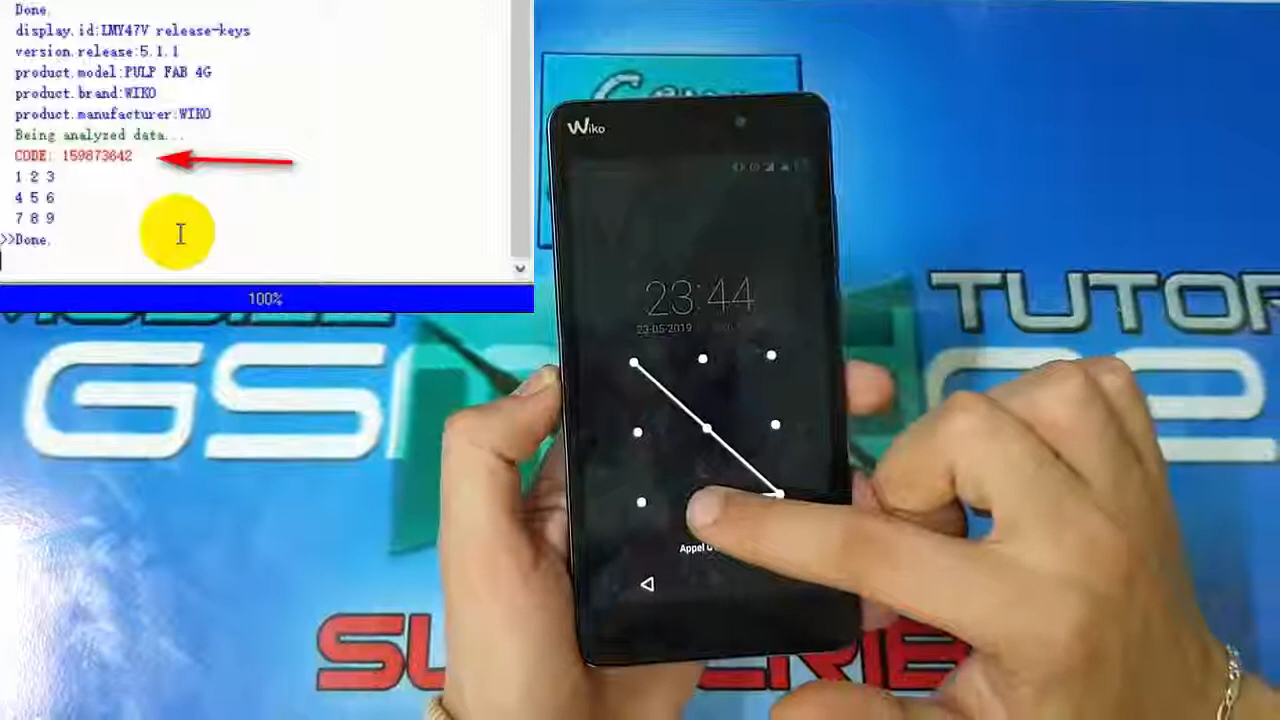 Done.
display.id:LMY47V release-keys
version.release:5.1.1
product.model:PULP FAB 4G
product.brand:WIKO
product.manufacturer:WIKO
Being analyzed data...
CODE: 159873642
1 2 3
4 5 6
7 8 9
>>Done.
100%
Wiko
23:44
23-05-2019
Appel
TUTOR
GSM